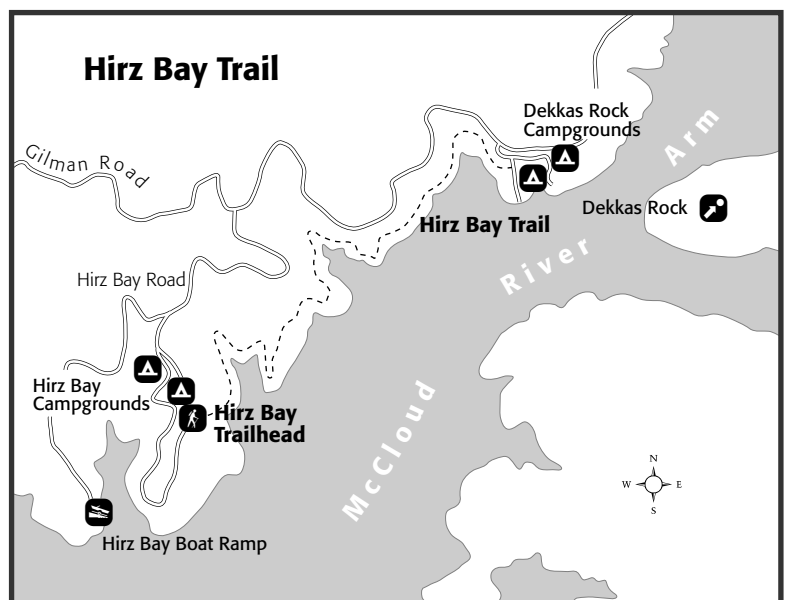 Hirz Bay Trail
Dekkas Rock
Campgrounds
Gilman Road
Arm
Dekkas Rock
Hirz Bay Trail
River
Hirz Bay Road
Hirz Bay
Campgrounds
Hirz Bay
Trailhead
McCloud
N
W E
S
Hirz Bay Boat Ramp